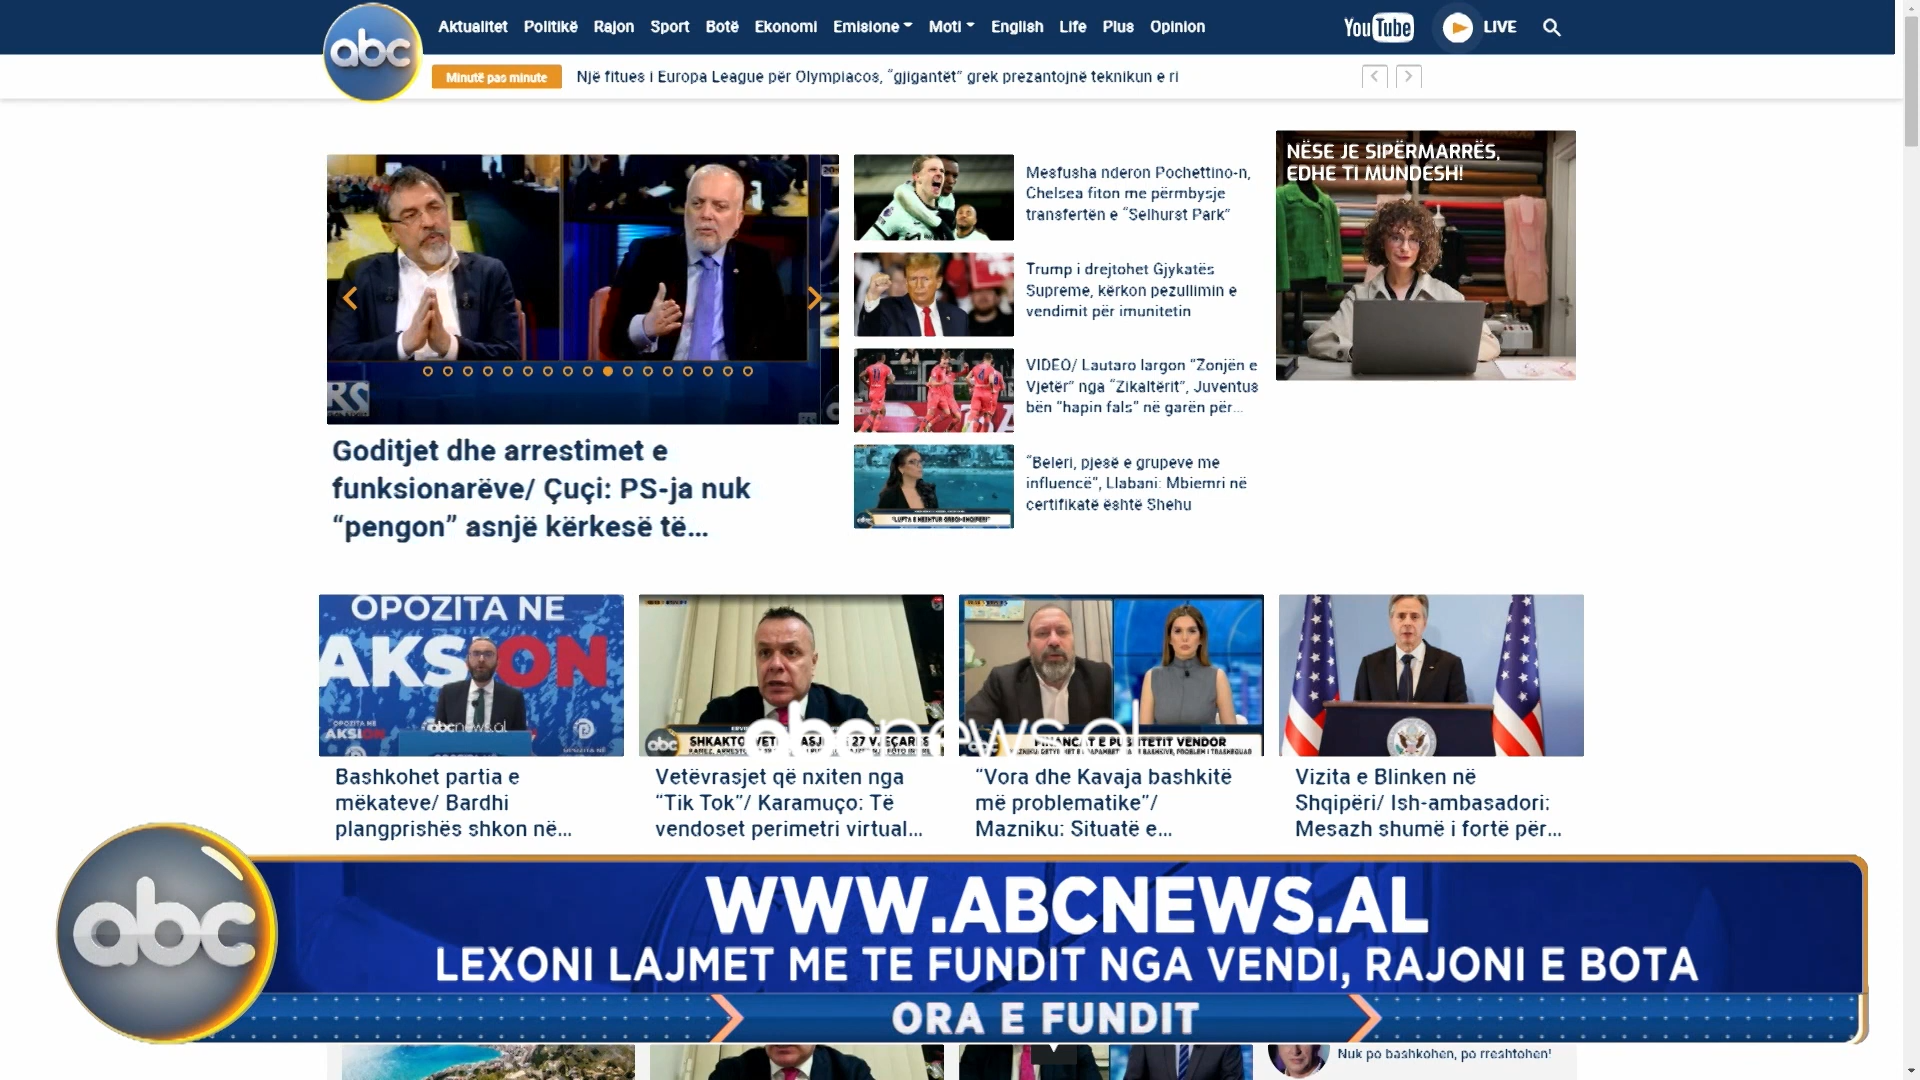 abc
Aktualitet Politikë Rajon Sport Botë Ekonomi Emisione Moti English Life Plus Opinion
YouTube
LIVE
Minutë pas minute
Një fitues i Europa League për Olympiacos, “gjigantët” grek prezantojnë teknikun e ri
Goditjet dhe arrestimet e
funksionarëve/ Çuçi: PS-ja nuk
“pengon” asnjë kërkesë të...
Mesfusha nderon Pochettino-n,
Chelsea fiton me përmbysje
transfertën e “Selhurst Park”
Trump i drejtohet Gjykatës
Supreme, kërkon pezullimin e
vendimit për imunitetin
VIDEO/ Lautaro largon “Zonjën e
Vjetër” nga “Zikaltërit”, Juventus
bën “hapin fals” në garën për...
“Beleri, pjesë e grupeve me
influencë”, Llabani: Mbiemri në
certifikatë është Shehu
NËSE JE SIPËRMARRËS,
EDHE TI MUNDESH!
OPOZITA NË
AKSION
abcnews.al
Bashkohet partia e
mëkateve/ Bardhi
plangprishës shkon në...
abc
Vetëvrasjet që nxiten nga
“Tik Tok”/ Karamuço: Të
vendoset perimetri virtual...
abcnews.al
“Vora dhe Kavaja bashkitë
më problematike”/
Mazniku: Situatë e...
Vizita e Blinken në
Shqipëri/ Ish-ambasadori:
Mesazh shumë i fortë për...
abc
WWW.ABCNEWS.AL
LEXONI LAJMET ME TE FUNDIT NGA VENDI, RAJONI E BOTA
ORA E FUNDIT
Nuk po bashkohen, po rreshtohen!